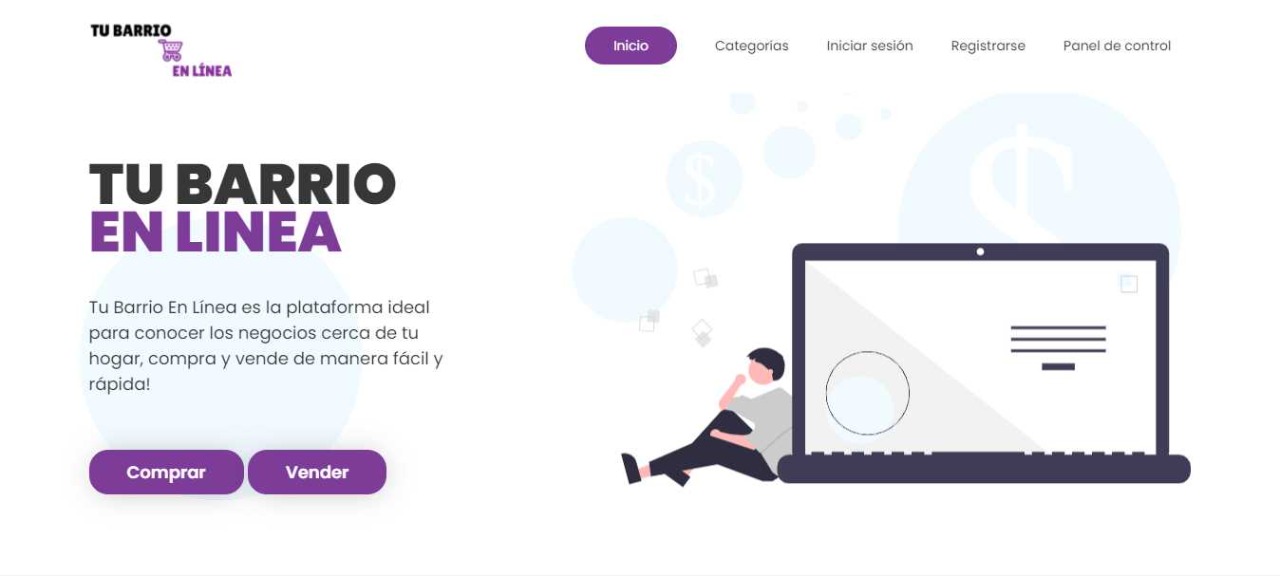 TU BARRIO
EN LÍNEA
Inicio
Categorías
Iniciar sesión
Registrarse
Panel de control
TU BARRIO
EN LINEA
Tu Barrio En Línea es la plataforma ideal
para conocer los negocios cerca de tu
hogar, compra y vende de manera fácil y
rápida!
Comprar
Vender
$
$